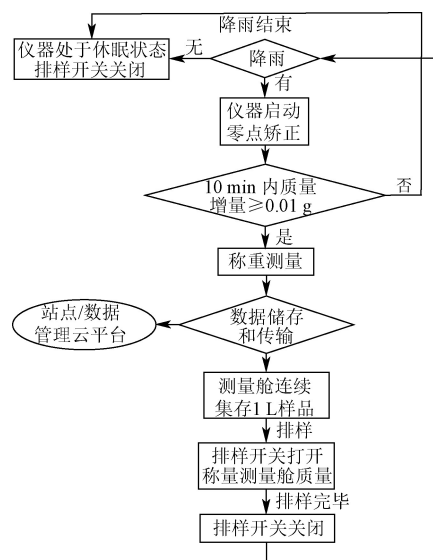 降雨结束
仪器处于休眠状态
排样开关关闭
无
降雨
有
仪器启动
零点矫正
10 min 内质量
增量≥0.01 g
否
是
称重测量
站点/数据
管理云平台
数据储存
和传输
测量舱连续
集存1 L样品
排样
排样开关打开
称量测量舱质量
排样完毕
排样开关关闭